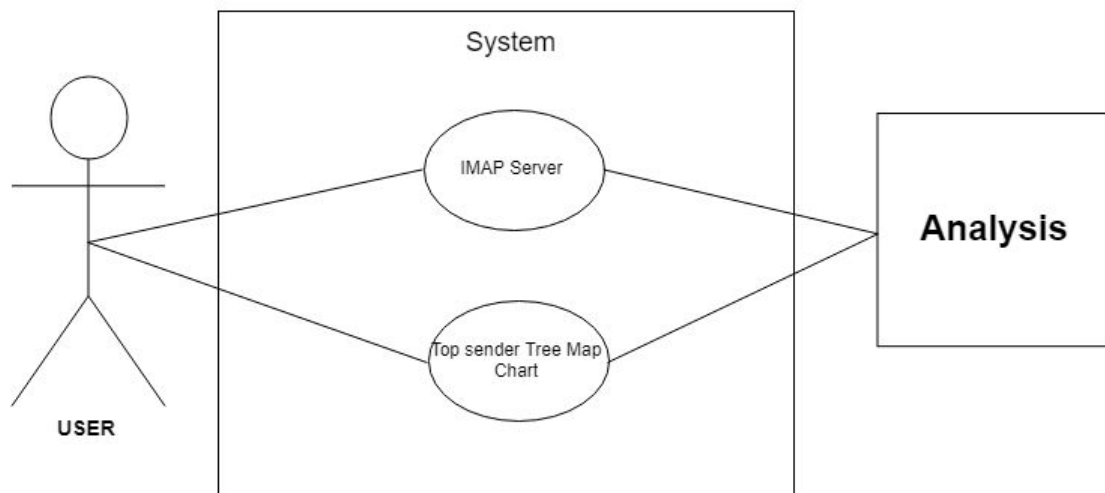 System
IMAP Server
Analysis
Top sender Tree Map
Chart
USER